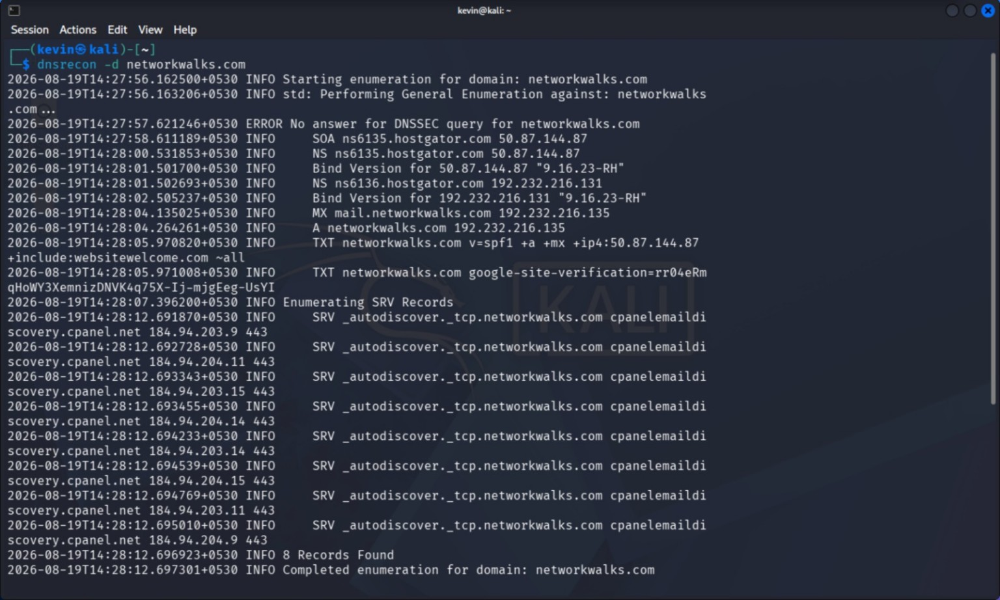 kevin@kali: ~
Session Actions Edit View Help
┌──(kevin㉿kali)-[~]
└─$ dnsrecon -d networkwalks.com
2026-08-19T14:27:56.162500+0530 INFO Starting enumeration for domain: networkwalks.com
2026-08-19T14:27:56.163206+0530 INFO std: Performing General Enumeration against: networkwalks
.com...
2026-08-19T14:27:57.621246+0530 ERROR No answer for DNSSEC query for networkwalks.com
2026-08-19T14:27:58.611189+0530 INFO     SOA ns6135.hostgator.com 50.87.144.87
2026-08-19T14:28:00.531853+0530 INFO     NS ns6135.hostgator.com 50.87.144.87
2026-08-19T14:28:01.501700+0530 INFO     Bind Version for 50.87.144.87 "9.16.23-RH"
2026-08-19T14:28:01.502693+0530 INFO     NS ns6136.hostgator.com 192.232.216.131
2026-08-19T14:28:02.505237+0530 INFO     Bind Version for 192.232.216.131 "9.16.23-RH"
2026-08-19T14:28:04.135025+0530 INFO     MX mail.networkwalks.com 192.232.216.135
2026-08-19T14:28:04.264261+0530 INFO     A networkwalks.com 192.232.216.135
2026-08-19T14:28:05.970820+0530 INFO     TXT networkwalks.com v=spf1 +a +mx +ip4:50.87.144.87
+include:websitewelcome.com ~all
2026-08-19T14:28:05.971008+0530 INFO     TXT networkwalks.com google-site-verification=rr04eRm
qHoWY3XemnizDNVK4q75X-Ij-mjgEeg-UsYI
2026-08-19T14:28:07.396200+0530 INFO Enumerating SRV Records
2026-08-19T14:28:12.691870+0530 INFO     SRV _autodiscover._tcp.networkwalks.com cpanelemaildi
scovery.cpanel.net 184.94.203.9 443
2026-08-19T14:28:12.692728+0530 INFO     SRV _autodiscover._tcp.networkwalks.com cpanelemaildi
scovery.cpanel.net 184.94.204.11 443
2026-08-19T14:28:12.693343+0530 INFO     SRV _autodiscover._tcp.networkwalks.com cpanelemaildi
scovery.cpanel.net 184.94.203.15 443
2026-08-19T14:28:12.693455+0530 INFO     SRV _autodiscover._tcp.networkwalks.com cpanelemaildi
scovery.cpanel.net 184.94.204.14 443
2026-08-19T14:28:12.694233+0530 INFO     SRV _autodiscover._tcp.networkwalks.com cpanelemaildi
scovery.cpanel.net 184.94.203.14 443
2026-08-19T14:28:12.694539+0530 INFO     SRV _autodiscover._tcp.networkwalks.com cpanelemaildi
scovery.cpanel.net 184.94.204.15 443
2026-08-19T14:28:12.694769+0530 INFO     SRV _autodiscover._tcp.networkwalks.com cpanelemaildi
scovery.cpanel.net 184.94.203.11 443
2026-08-19T14:28:12.695010+0530 INFO     SRV _autodiscover._tcp.networkwalks.com cpanelemaildi
scovery.cpanel.net 184.94.204.9 443
2026-08-19T14:28:12.696923+0530 INFO 8 Records Found
2026-08-19T14:28:12.697301+0530 INFO Completed enumeration for domain: networkwalks.com
KALI